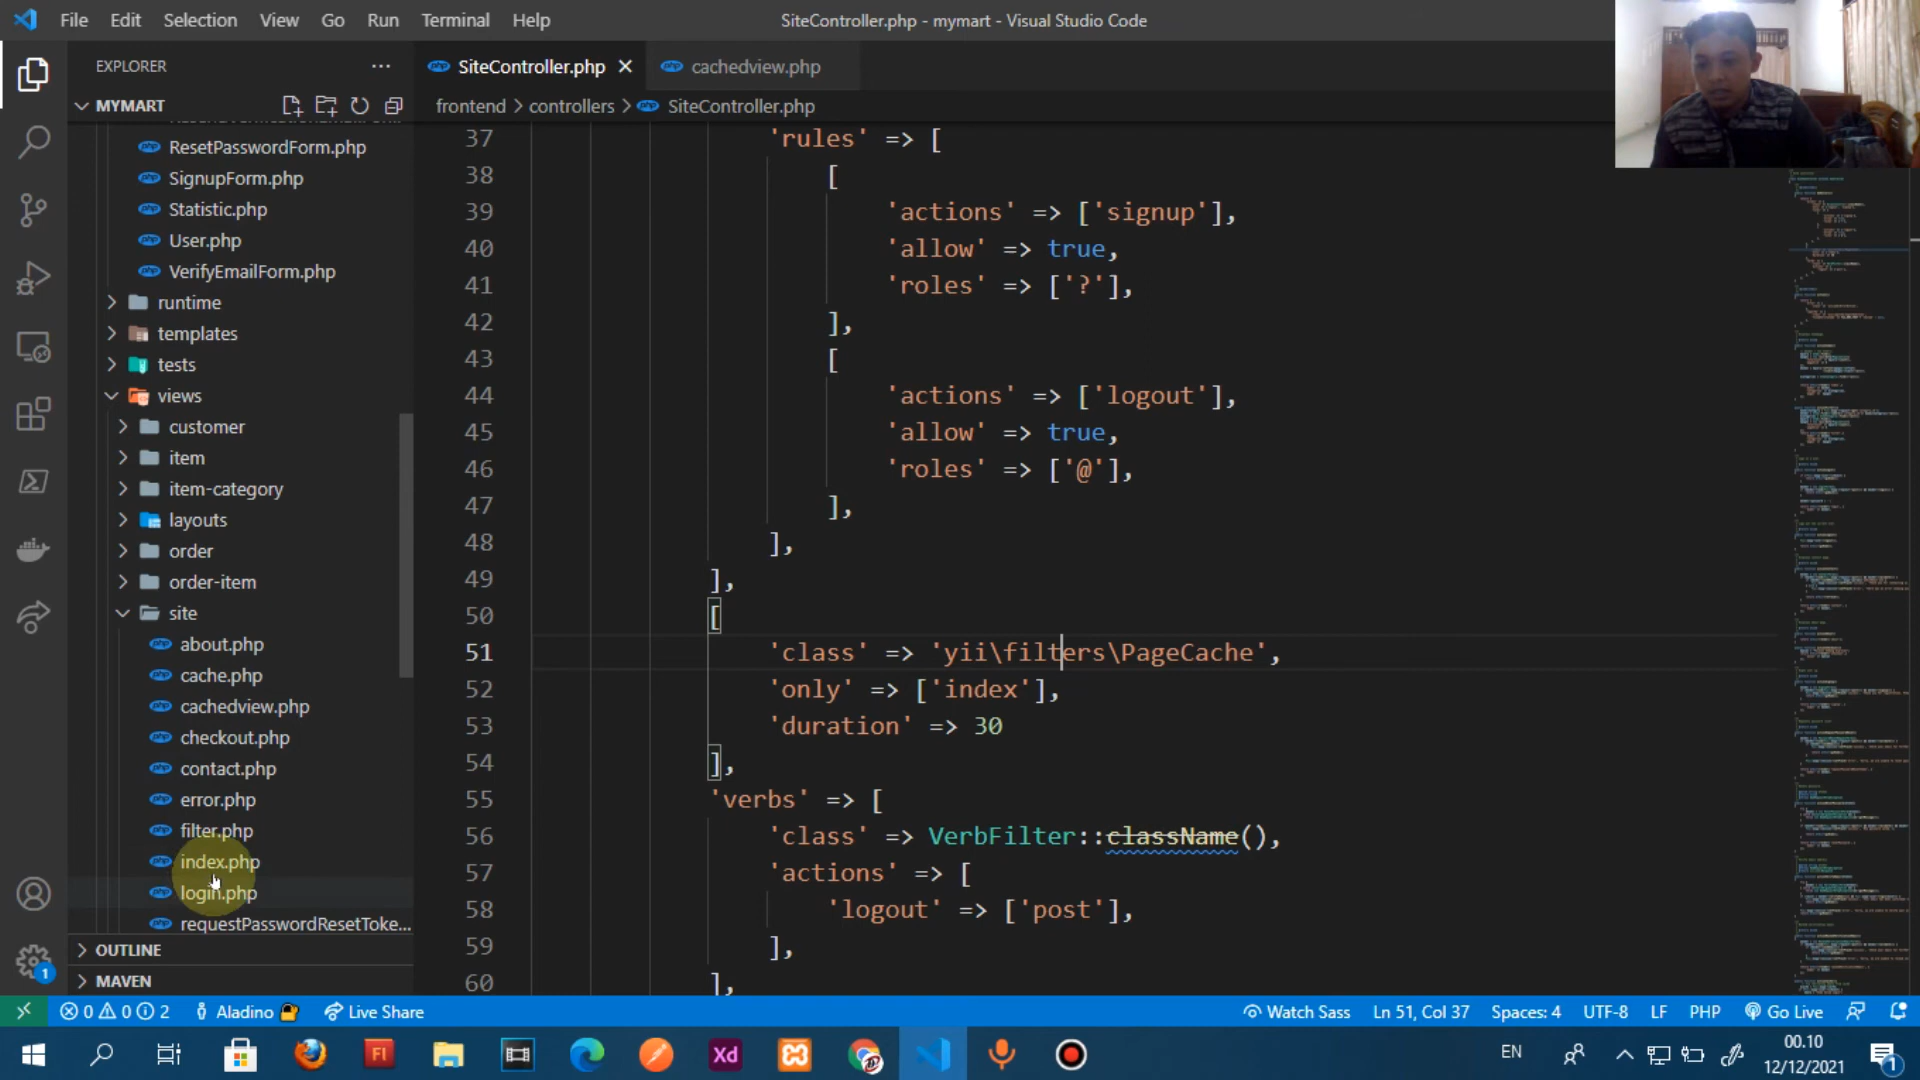 File Edit Selection View Go Run Terminal Help
SiteController.php - mymart - Visual Studio Code
EXPLORER
SiteController.php
cachedview.php
MYMART
frontend > controllers > SiteController.php
ResetPasswordForm.php
SignupForm.php
Statistic.php
User.php
VerifyEmailForm.php
runtime
templates
tests
views
customer
item
item-category
layouts
order
order-item
site
about.php
cache.php
cachedview.php
checkout.php
contact.php
error.php
filter.php
index.php
login.php
requestPasswordResetToke...
OUTLINE
MAVEN
37 'rules' => [
38 [
39 'actions' => ['signup'],
40 'allow' => true,
41 'roles' => ['?'],
42 ],
43 [
44 'actions' => ['logout'],
45 'allow' => true,
46 'roles' => ['@'],
47 ],
48 ],
49 ],
50 [
51 'class' => 'yii\filters\PageCache',
52 'only' => ['index'],
53 'duration' => 30
54 ],
55 'verbs' => [
56 'class' => VerbFilter::className(),
57 'actions' => [
58 'logout' => ['post'],
59 ],
60 ],
0 0 2 Aladino Live Share
Watch Sass Ln 51, Col 37 Spaces: 4 UTF-8 LF PHP Go Live
1
Fl
Xd
EN
00.10
12/12/2021
1